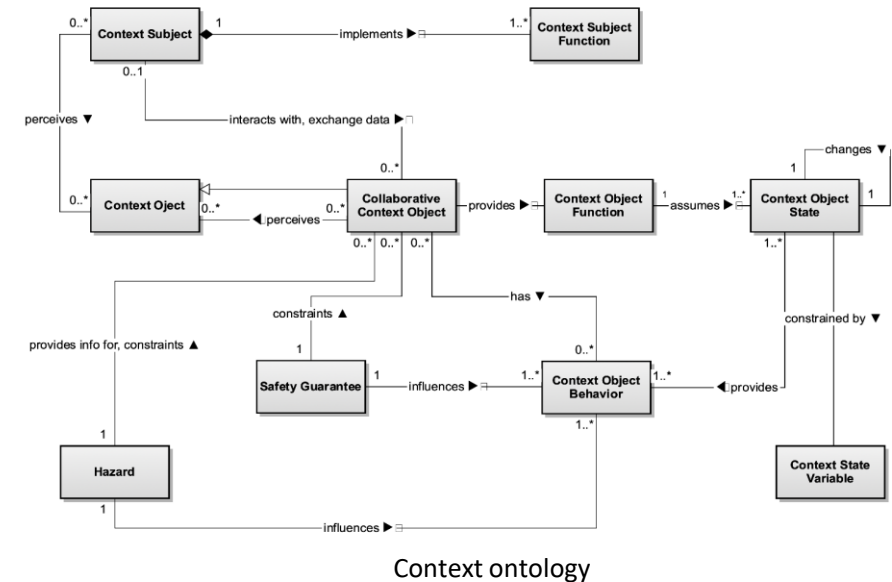 0..*
Context Subject
1
implements
1..*
Context Subject
Function
0..1
perceives ▼
interacts with, exchange data ▶
changes ▼
0..*
1
0..*
Context Oject
0..*
perceives
0..*
Collaborative
Context Object
provides ▶
Context Object
Function
1
assumes ▶
1..*
Context Object
State
1
0..*
0..*
0..*
1..*
has ▼
constraints ▲
constrained by ▼
provides info for, constraints ▲
1
0..*
Safety Guarantee
1
influences ▶
1..*
Context Object
Behavior
1..*
provides
1..*
1
Hazard
Context State
Variable
1
influences ▶
Context ontology